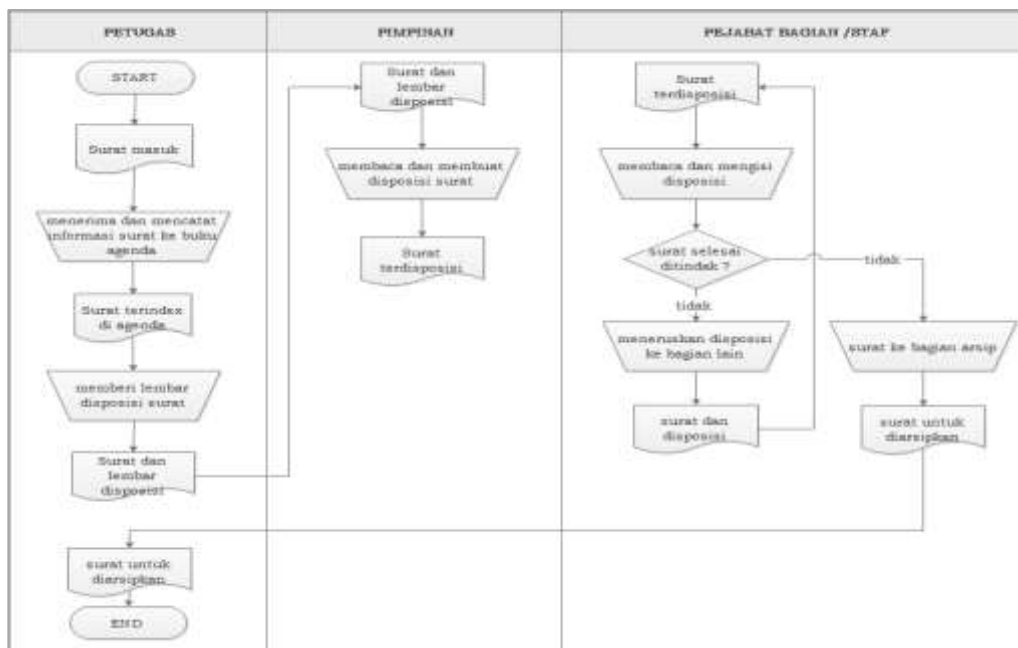 PETUGAS
PIMPINAN
PEJABAT BAGIAN /STAF
START
Surat masuk
menerima dan mencatat
informasi surat ke buku
agenda
Surat terindex
di agenda
memberi lembar
disposisi surat
Surat dan
lembar
disposisi
surat untuk
diarsipkan
END
Surat dan
lembar
disposisi
membaca dan membuat
disposisi surat
Surat
terdisposisi
Surat
terdisposisi
membaca dan mengisi
disposisi
surat selesai
ditindak ?
tidak
tidak
meneruskan disposisi
ke bagian lain
surat dan
disposisi
surat ke bagian arsip
surat untuk
diarsipkan